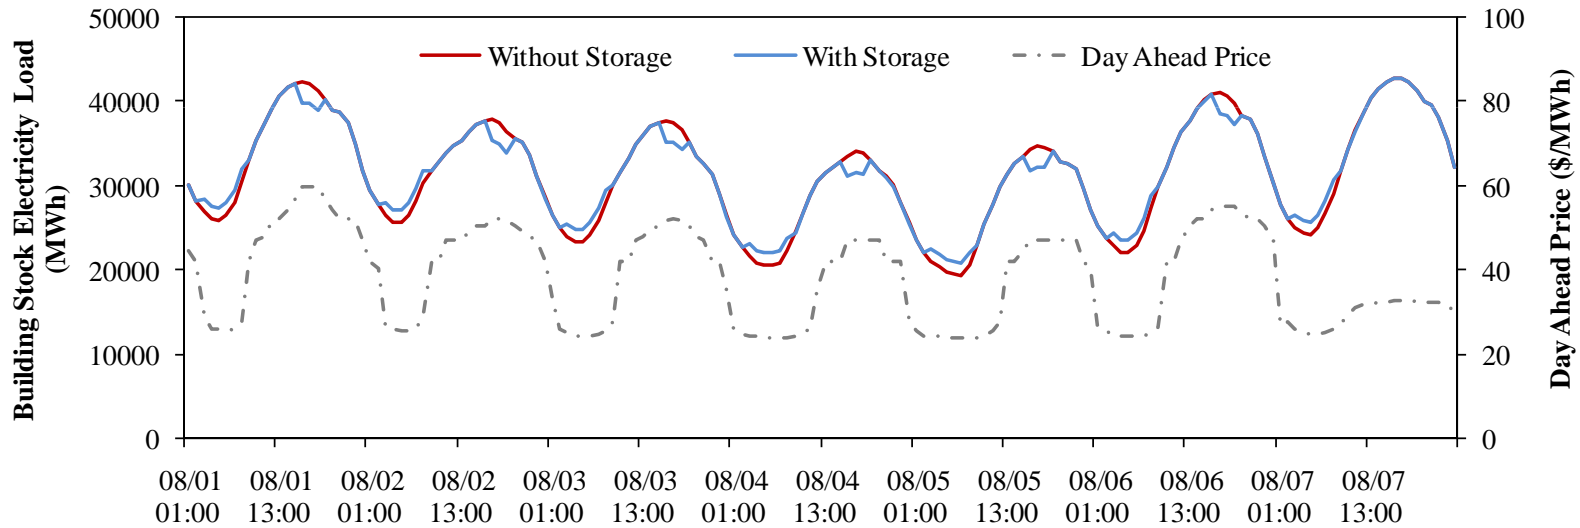 50000
40000
30000
20000
10000
0
Building Stock Electricity Load
(MWh)
Without Storage
With Storage
Day Ahead Price
100
80
60
40
20
0
Day Ahead Price ($/MWh)
08/01 08/01 08/02 08/02 08/03 08/03 08/04 08/04 08/05 08/05 08/06 08/06 08/07 08/07
01:00 13:00 01:00 13:00 01:00 13:00 01:00 13:00 01:00 13:00 01:00 13:00 01:00 13:00